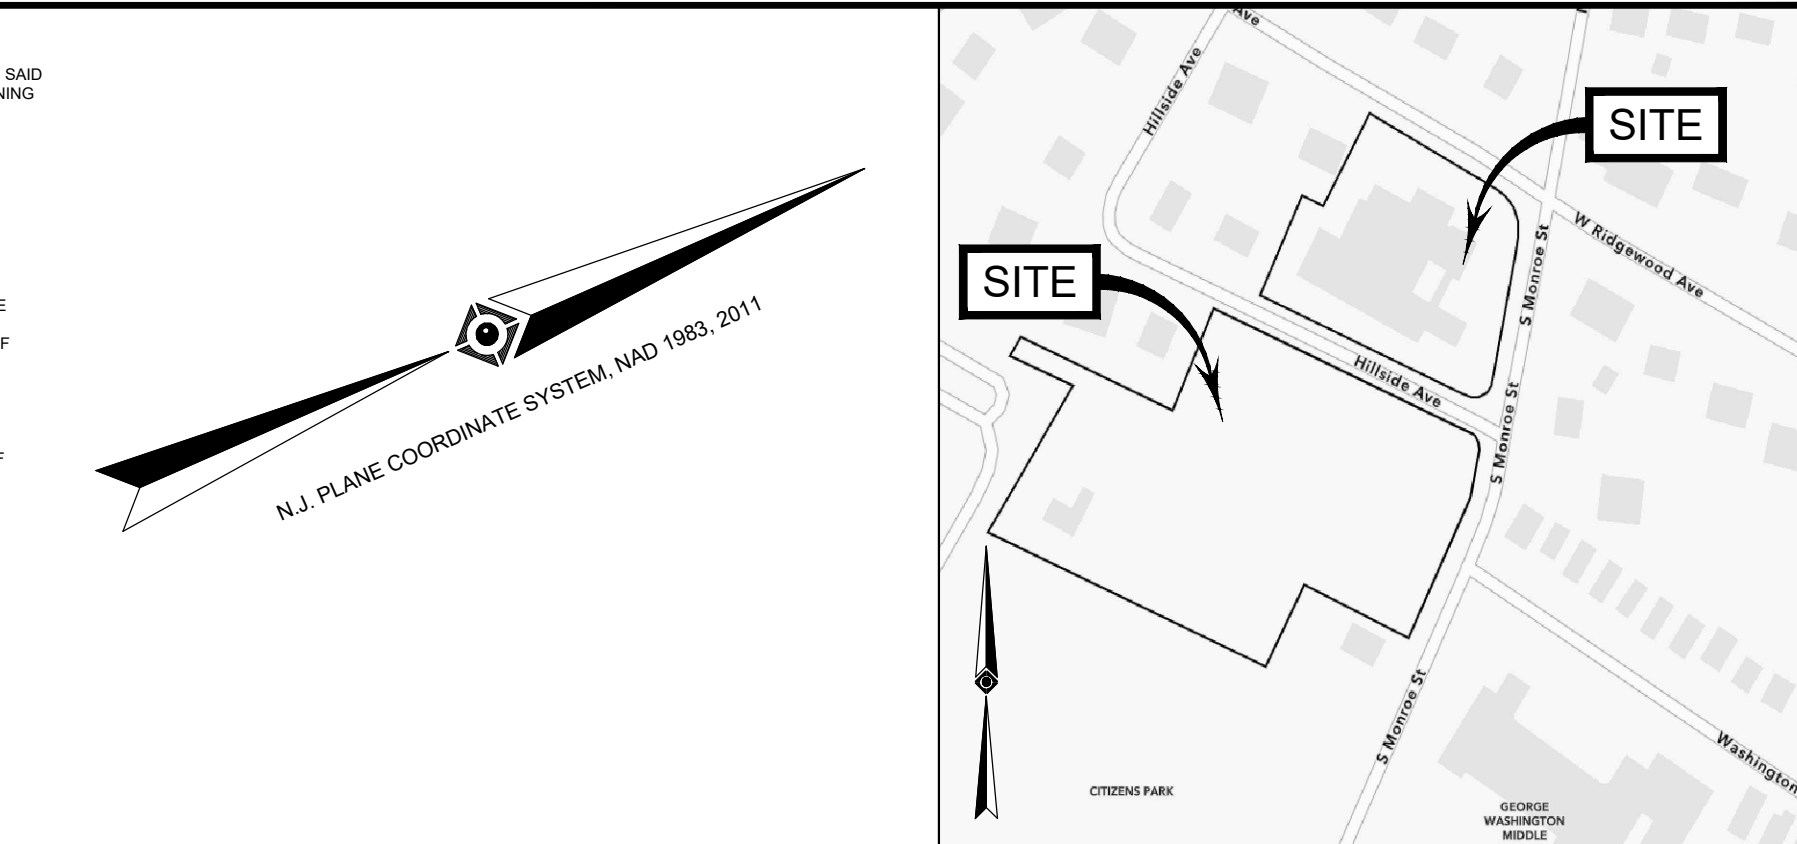 SAID
NING
E
F
F
N.J. PLANE COORDINATE SYSTEM, NAD 1983, 2011
Ave
Hillside Ave
SITE
W Ridgewood Ave
S Monroe St
SITE
Hillside Ave
S Monroe St
S Monroe St
Washington
CITIZENS PARK
GEORGE
WASHINGTON
MIDDLE